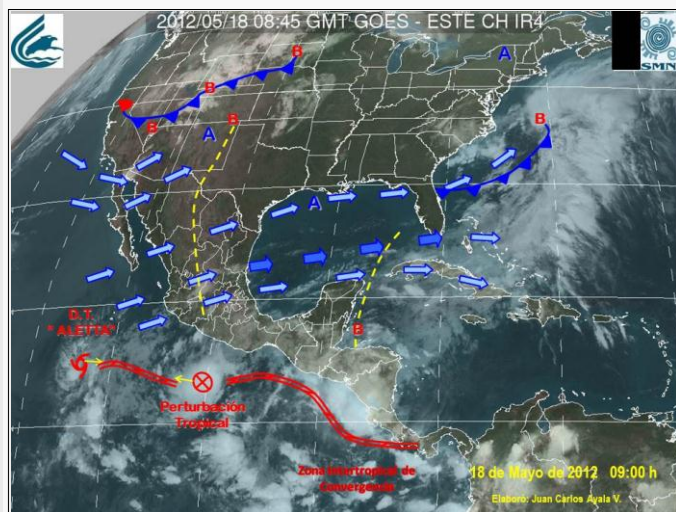 2012/05/18 08:45 GMT GOES - ESTE CH IR4
SMN
B
A
B
B
B
B
A
B
A
D.T.
" ALETTA"
B
Perturbación
Tropical
Zona Intertropical de
Convergencia
18 de Mayo de 2012 09:00 h
Elaboró: Juan Carlos Ayala V.